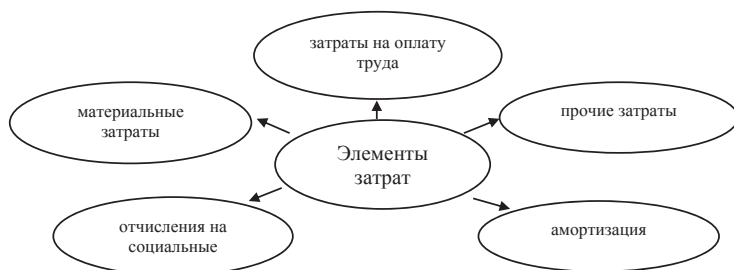 затраты на оплату
труда
материальные
затраты
прочие затраты
Элементы
затрат
отчисления на
социальные
амортизация